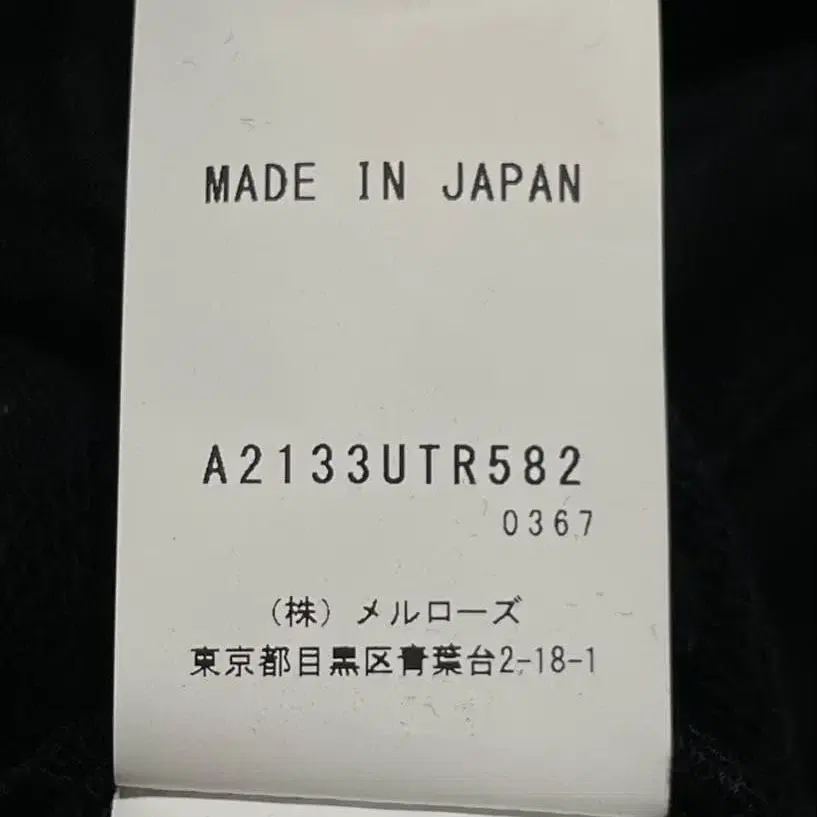 MADE IN JAPAN
A2133UTR582
0367
(株) メルローズ
東京都目黒区青葉台2-18-1